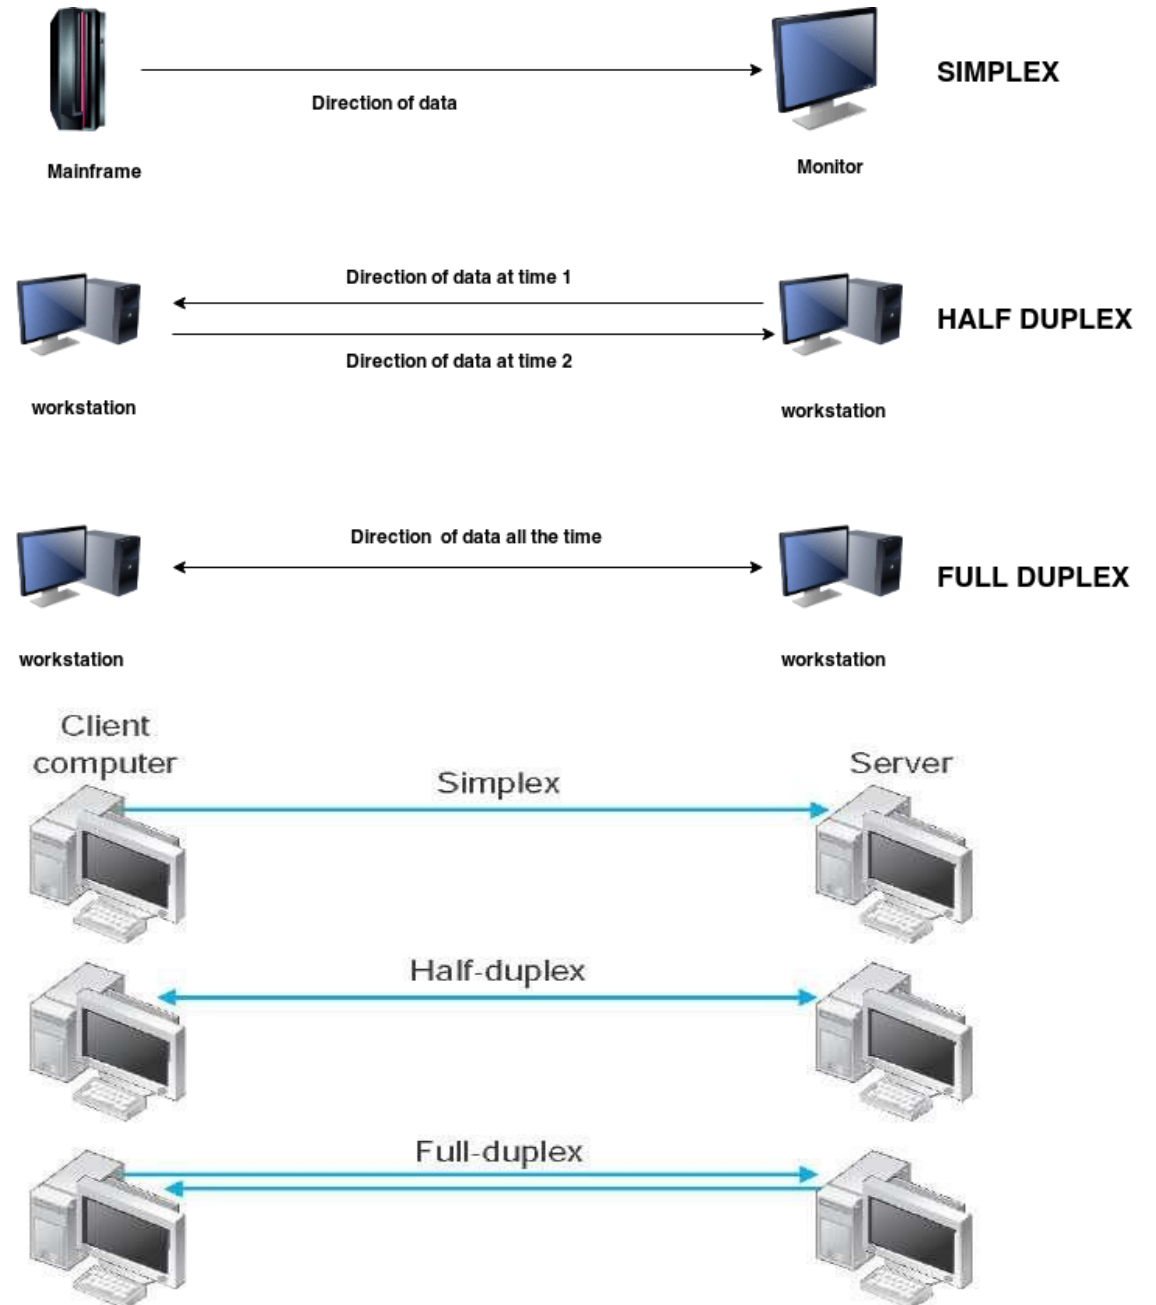 SIMPLEX
Direction of data
Mainframe
Monitor
Direction of data at time 1
HALF DUPLEX
Direction of data at time 2
workstation
workstation
Direction of data all the time
FULL DUPLEX
workstation
workstation
Client
computer
Server
Simplex
Half-duplex
Full-duplex